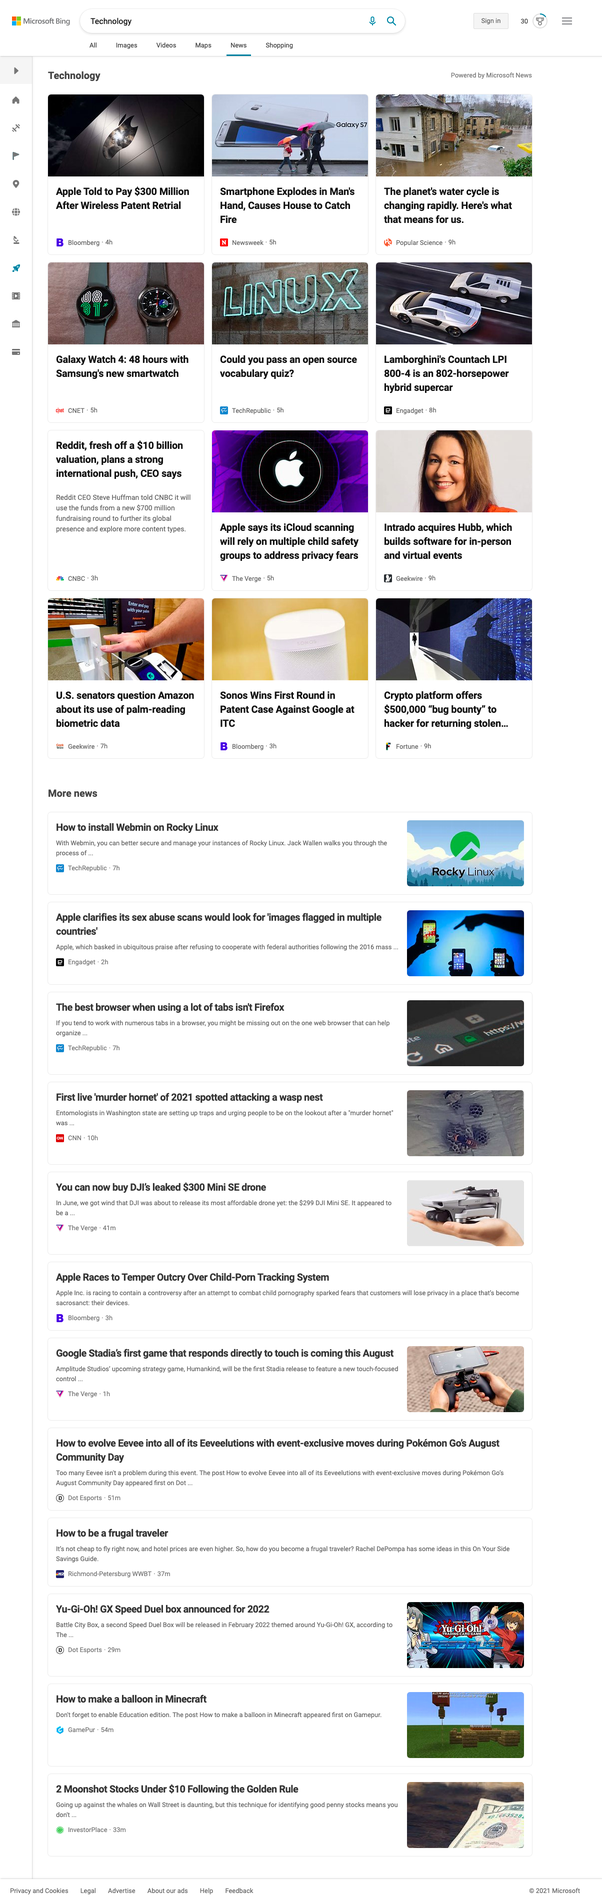 Microsoft Bing
Technology
Sign in
30
All Images Videos Maps News Shopping
Technology
Powered by Microsoft News
Apple Told to Pay $300 Million
After Wireless Patent Retrial
Bloomberg · 4h
Galaxy S7
Smartphone Explodes in Man's
Hand, Causes House to Catch
Fire
Newsweek · 5h
The planet's water cycle is
changing rapidly. Here's what
that means for us.
Popular Science · 9h
Galaxy Watch 4: 48 hours with
Samsung's new smartwatch
CNET · 5h
LINUX
Could you pass an open source
vocabulary quiz?
TechRepublic · 5h
Lamborghini's Countach LPI
800-4 is an 802-horsepower
hybrid supercar
Engadget · 8h
Reddit, fresh off a $10 billion
valuation, plans a strong
international push, CEO says
Reddit CEO Steve Huffman told CNBC it will
use the funds from a new $700 million
fundraising round to further its global
presence and explore more content types.
CNBC · 3h
Apple says its iCloud scanning
will rely on multiple child safety
groups to address privacy fears
The Verge · 5h
Intrado acquires Hubb, which
builds software for in-person
and virtual events
Geekwire · 9h
Enter and
pay with
your palm.
U.S. senators question Amazon
about its use of palm-reading
biometric data
Geekwire · 7h
Sonos Wins First Round in
Patent Case Against Google at
ITC
Bloomberg · 3h
Crypto platform offers
$500,000 “bug bounty” to
hacker for returning stolen...
Fortune · 9h
More news
How to install Webmin on Rocky Linux
With Webmin, you can better secure and manage your instances of Rocky Linux. Jack Wallen walks you through the
process of ...
TechRepublic · 7h
Rocky Linux
Apple clarifies its sex abuse scans would look for 'images flagged in multiple
countries'
Apple, which basked in ubiquitous praise after refusing to cooperate with federal authorities following the 2016 mass ...
Engadget · 2h
The best browser when using a lot of tabs isn't Firefox
If you tend to work with numerous tabs in a browser, you might be missing out on the one web browser that can help
organize ...
TechRepublic · 7h
First live 'murder hornet' of 2021 spotted attacking a wasp nest
Entomologists in Washington state are setting up traps and urging people to be on the lookout after a "murder hornet"
was ...
CNN · 10h
You can now buy DJI's leaked $300 Mini SE drone
In June, we got wind that DJI was about to release its most affordable drone yet: the $299 DJI Mini SE. It appeared to
be a ...
The Verge · 41m
Apple Races to Temper Outcry Over Child-Porn Tracking System
Apple Inc. is racing to contain a controversy after an attempt to combat child pornography sparked fears that customers will lose privacy in a place that's become
sacrosanct: their devices.
Bloomberg · 3h
Google Stadia's first game that responds directly to touch is coming this August
Amplitude Studios' upcoming strategy game, Humankind, will be the first Stadia release to feature a new touch-focused
control ...
The Verge · 1h
How to evolve Eevee into all of its Eeveelutions with event-exclusive moves during Pokémon Go's August
Community Day
Too many Eevee isn't a problem during this event. The post How to evolve Eevee into all of its Eeveelutions with event-exclusive moves during Pokémon Go's
August Community Day appeared first on Dot ...
Dot Esports · 51m
How to be a frugal traveler
It's not cheap to fly right now, and hotel prices are even higher. So, how do you become a frugal traveler? Rachel DePompa has some ideas in this On Your Side
Savings Guide.
Richmond-Petersburg WWBT · 37m
Yu-Gi-Oh! GX Speed Duel box announced for 2022
Battle City Box, a second Speed Duel Box will be released in February 2022 themed around Yu-Gi-Oh! GX, according to
The ...
Dot Esports · 29m
Yu-Gi-Oh!
How to make a balloon in Minecraft
Don't forget to enable Education edition. The post How to make a balloon in Minecraft appeared first on Gamepur.
GamePur · 54m
2 Moonshot Stocks Under $10 Following the Golden Rule
Going up against the whales on Wall Street is daunting, but this technique for identifying good penny stocks means you
don't ...
InvestorPlace · 33m
Privacy and Cookies Legal Advertise About our ads Help Feedback
© 2021 Microsoft